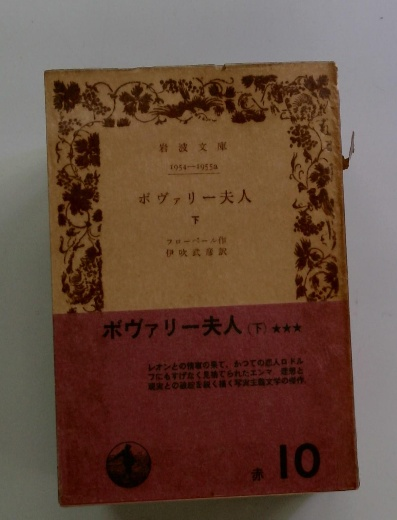 岩波文庫
1954—1955a
ボヴァリー夫人
下
フローベール作
伊吹武彦訳
ボヴァリー夫人(下)★★★
レオンとの情事の果て、かつての恋人ロドル
フにもすげなく見捨てられたエンマ 理想と
現実との葛藤を鋭く描く写実主義文学の傑作
赤 10